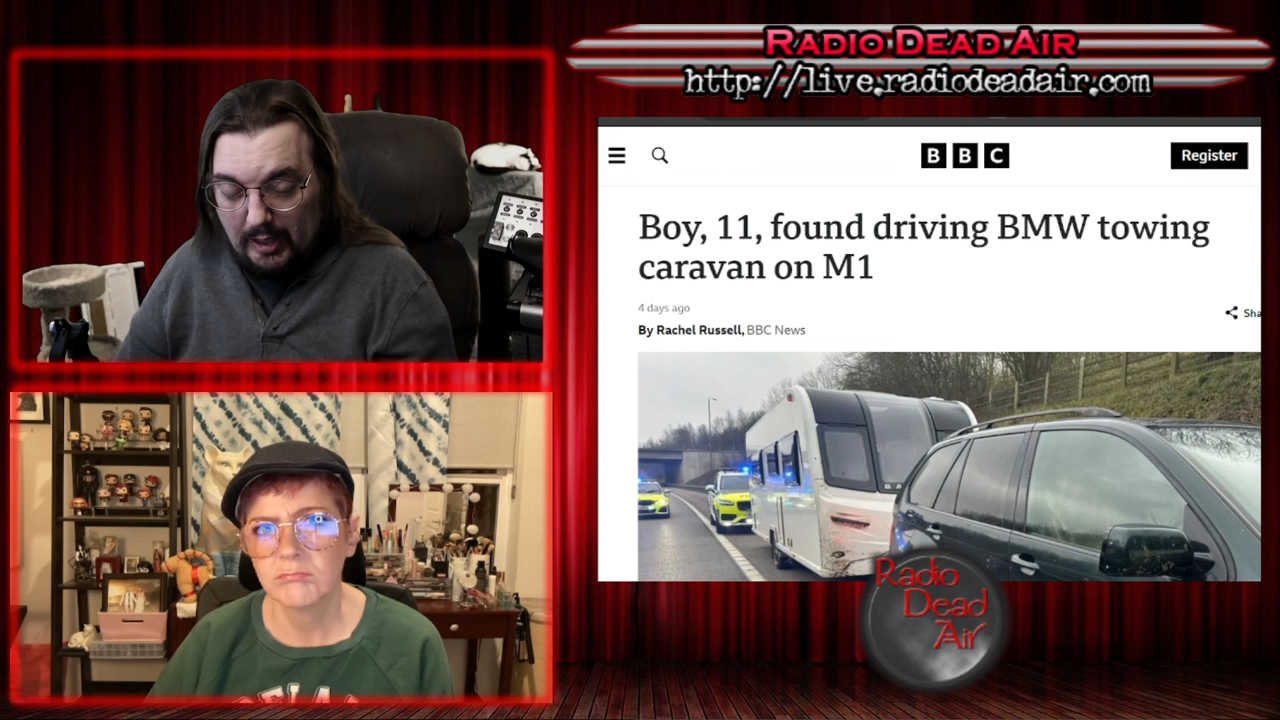 RADIO DEAD AIR
http://live.radiodeadair.com
BBC
Register
Boy, 11, found driving BMW towing
caravan on M1
4 days ago
Sha
By Rachel Russell, BBC News
Radio
Dead
Air